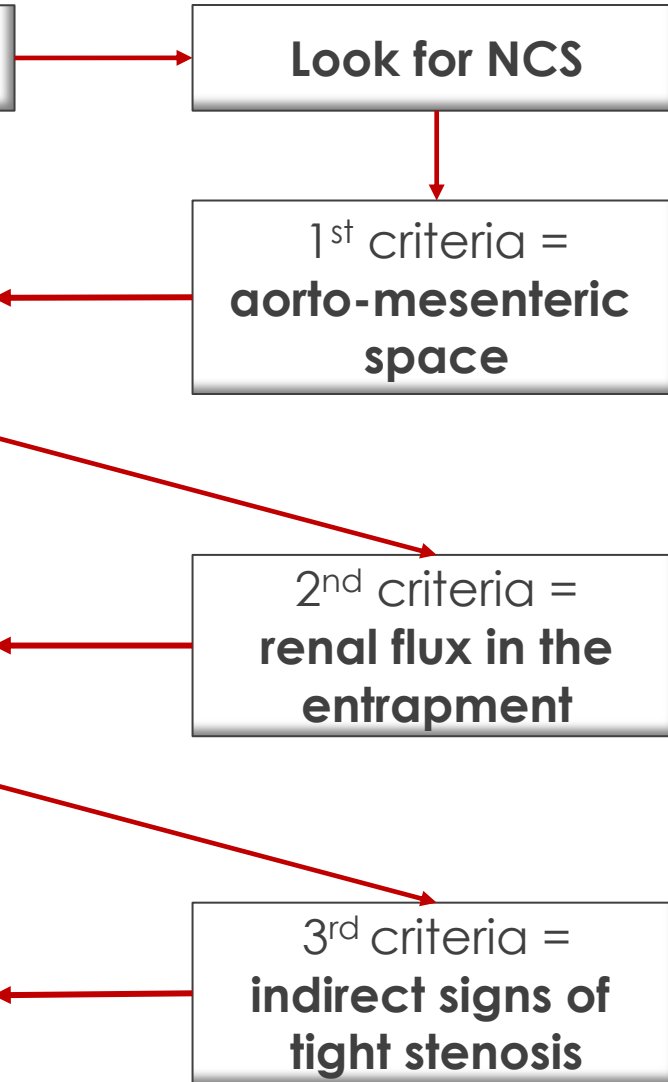 Look for NCS
1st criteria =
aorto-mesenteric
space
2nd criteria =
renal flux in the
entrapment
3rd criteria =
indirect signs of
tight stenosis